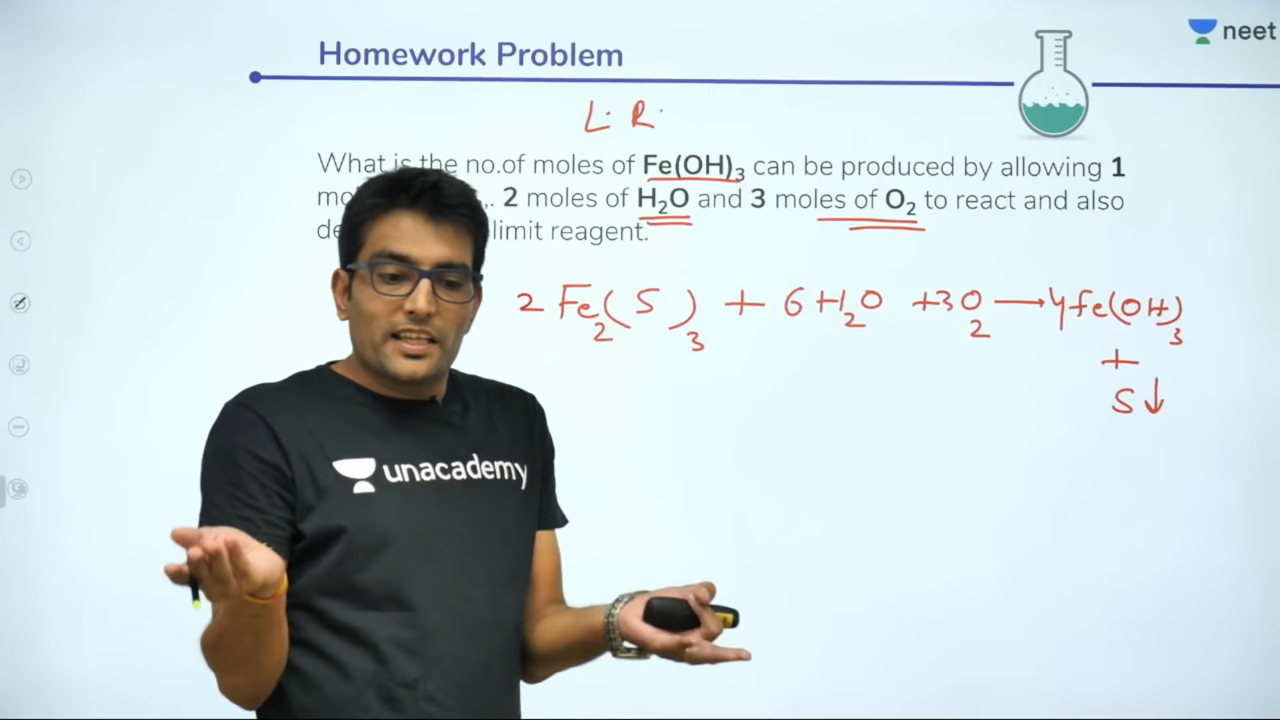 Homework Problem
neet
L. R.
What is the no.of moles of Fe(OH)₃ can be produced by allowing 1
2 moles of H₂O and 3 moles of O₂ to react and also
limit reagent.
2 Fe₂(S)₃ + 6H₂O + 3O₂ → 4Fe(OH)₃
+
S↓
unacademy